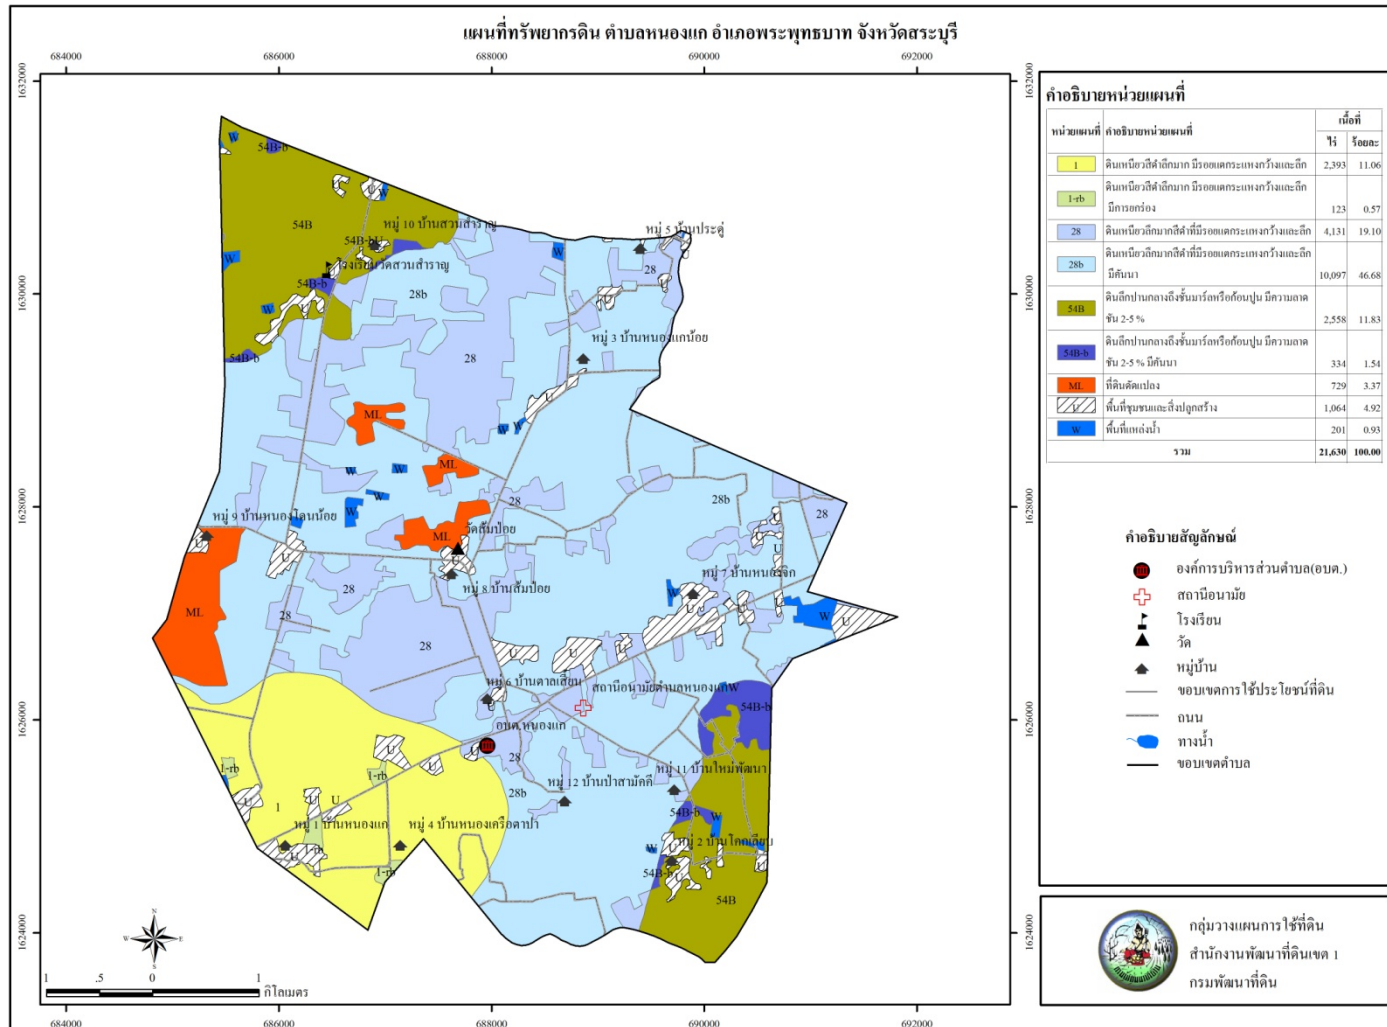 แผนที่ทรัพยากรดิน ตำบลหนองแก อำเภอพระพุทธบาท จังหวัดสระบุรี
684000 686000 688000 690000 692000
1632000
1630000
1628000
1626000
1624000
1632000
1630000
1628000
1626000
1624000
W
54B-b
U
U
W
54B
หมู่ 10 บ้านสวนสำราญ
54B-b
U
หมู่ 5 บ้านประดู่
W
W
โรงเรียนวัดสวนสำราญ
28
54B-b
28b
W
U
U
U
54B-b
28
หมู่ 3 บ้านหนองแกน้อย
U
ML
W
W
ML
W
W
W
W
28
28b
28
หมู่ 9 บ้านหนองโดนน้อย
W
วัดส้มป่อย
ML
U
U
U
U
U
28
หมู่ 8 บ้านส้มป่อย
W
U
U
U
W
U
ML
28
28
U
U
U
หมู่ 6 บ้านตาลเสี้ยน
สถานีอนามัยตำบลหนองแก
W
U
54B-b
อบต.หนองแก
U
U
U
28
1-rb
1-rb
หมู่ 11 บ้านใหม่พัฒนา
28b
หมู่ 12 บ้านป่าสามัคคี
U
1
U
U
54B-b
W
หมู่ 1 บ้านหนองแก
หมู่ 4 บ้านหนองเครือตาปา
U
1-rb
W
U
หมู่ 2 บ้านโคกเลียบ
U
1-rb
54B-b
U
54B
N
W E
S
1 .5 0 1
กิโลเมตร
684000 686000 688000 690000 692000
คำอธิบายหน่วยแผนที่
หน่วยแผนที่ คำอธิบายหน่วยแผนที่ เนื้อที่
ไร่ ร้อยละ
1 ดินเหนียวสีดำลึกมาก มีรอยแตกระแหงกว้างและลึก 2,393 11.06
ดินเหนียวสีดำลึกมาก มีรอยแตกระแหงกว้างและลึก
1-rb มีการยกร่อง 123 0.57
28 ดินเหนียวลึกมากสีดำที่มีรอยแตกระแหงกว้างและลึก 4,131 19.10
ดินเหนียวลึกมากสีดำที่มีรอยแตกระแหงกว้างและลึก
28b มีคันนา 10,097 46.68
ดินลึกปานกลางถึงชั้นมาร์ลหรือก้อนปูน มีความลาด
54B ชัน 2-5 % 2,558 11.83
ดินลึกปานกลางถึงชั้นมาร์ลหรือก้อนปูน มีความลาด
54B-b ชัน 2-5 % มีคันนา 334 1.54
ML ที่ดินดัดแปลง 729 3.37
U พื้นที่ชุมชนและสิ่งปลูกสร้าง 1,064 4.92
W พื้นที่แหล่งน้ำ 201 0.93
รวม 21,630 100.00
คำอธิบายสัญลักษณ์
องค์การบริหารส่วนตำบล(อบต.)
สถานีอนามัย
โรงเรียน
วัด
หมู่บ้าน
ขอบเขตการใช้ประโยชน์ที่ดิน
ถนน
ทางน้ำ
ขอบเขตตำบล
กลุ่มวางแผนการใช้ที่ดิน
สำนักงานพัฒนาที่ดินเขต 1
กรมพัฒนาที่ดิน